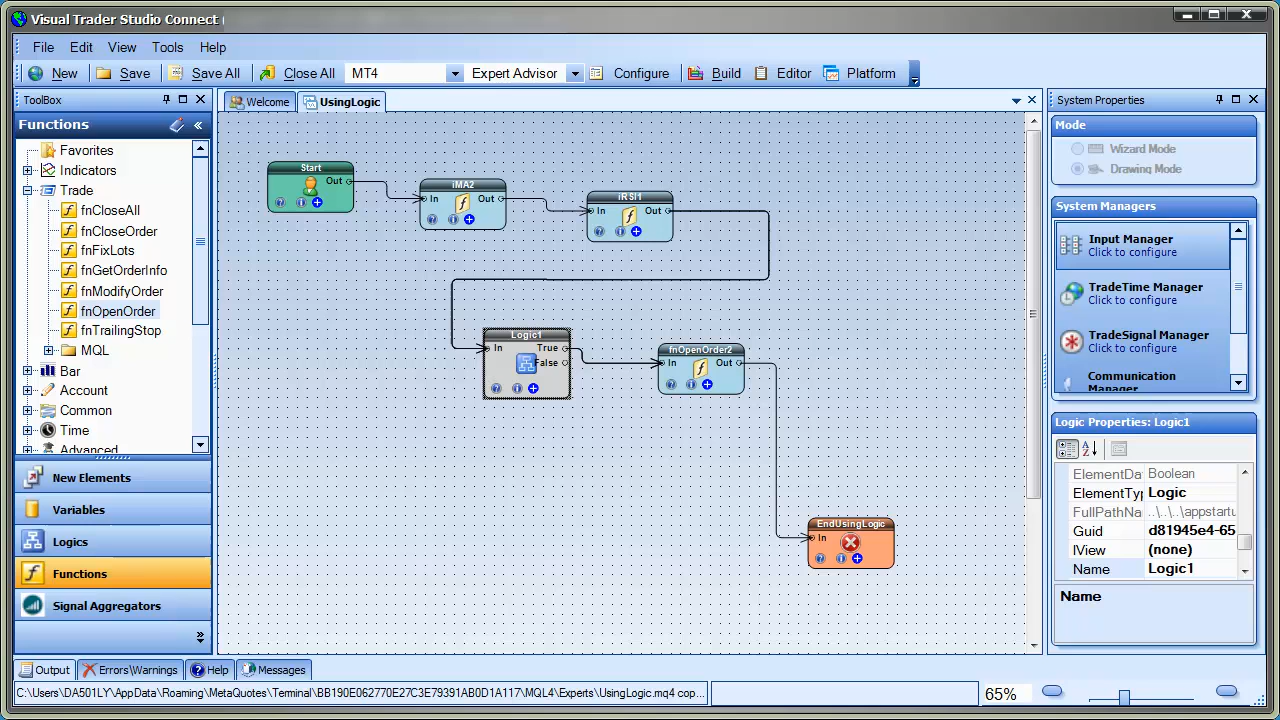 Visual Trader Studio Connect
File Edit View Tools Help
New Save Save All Close All MT4 Expert Advisor Configure Build Editor Platform
ToolBox
Functions
Favorites
Indicators
Trade
fnCloseAll
fnCloseOrder
fnFixLots
fnGetOrderInfo
fnModifyOrder
fnOpenOrder
fnTrailingStop
MQL
Bar
Account
Common
Time
Advanced
New Elements
Variables
Logics
Functions
Signal Aggregators
Welcome UsingLogic
Start
Out
iMA2
In Out
iRSI1
In Out
Logic1
In True
False
fnOpenOrder2
In Out
EndUsingLogic
In
System Properties
Mode
Wizard Mode
Drawing Mode
System Managers
Input Manager
Click to configure
TradeTime Manager
Click to configure
TradeSignal Manager
Click to configure
Communication
Manager
Logic Properties: Logic1
ElementDa Boolean
ElementTyp Logic
FullPathNa ..\..\..\appstartu
Guid d81945e4-65
IView (none)
Name Logic1
Name
Output Errors/Warnings Help Messages
C:\Users\DA501LY\AppData\Roaming\MetaQuotes\Terminal\BB190E062770E27C3E79391AB0D1A117\MQL4\Experts\UsingLogic.mq4 cop...
65%